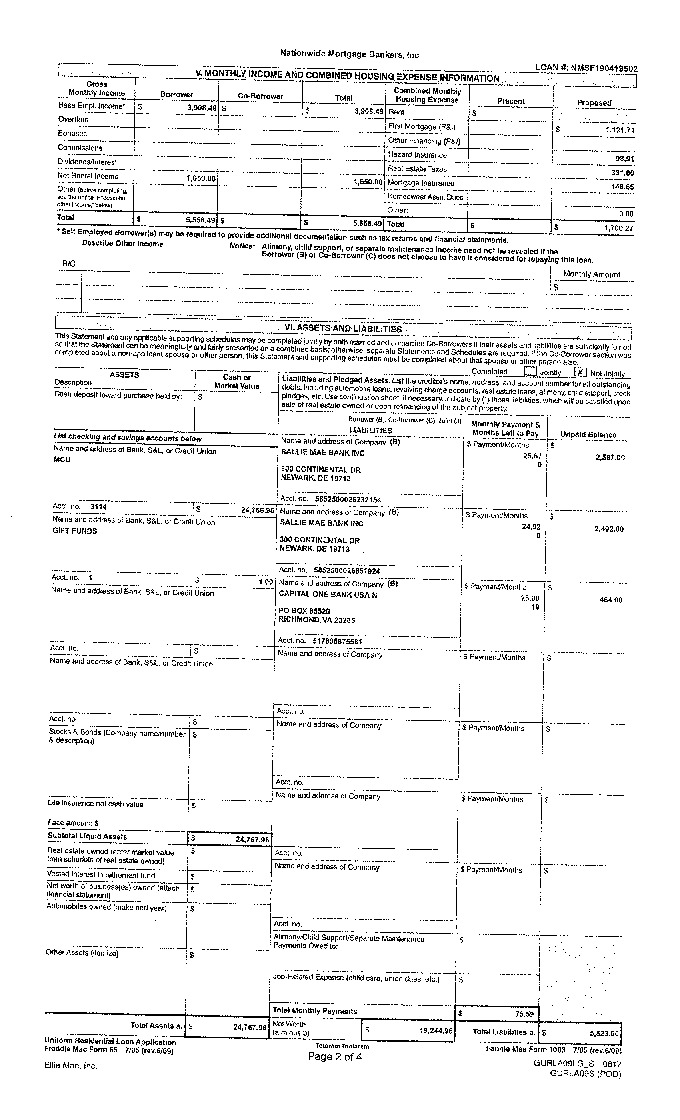 Nationwide Mortgage Bankers, Inc
LOAN #: NMSF190419502
V. MONTHLY INCOME AND COMBINED HOUSING EXPENSE INFORMATION
Gross Monthly Income Borrower Co-Borrower Total Combined Monthly Housing Expense Present Proposed
Base Empl. Income* $ 3,908.49 $ $ 3,908.49 Rent $
Overtime First Mortgage (P&I) $
Bonuses Other Financing (P&I)
Commissions Hazard Insurance
Dividends/Interest Real Estate Taxes
Net Rental Income 1,650.00 1,650.00 Mortgage Insurance 148.65
Other (before completing, see the notice in "describe other income," below) Homeowner Assn. Dues
Other: 0.00
Total $ 5,558.49 $ $ 5,558.49 Total $ $
* Self Employed Borrower(s) may be required to provide additional documentation such as tax returns and financial statements.
Describe Other Income Notice: Alimony, child support, or separate maintenance income need not be revealed if the
Borrower (B) or Co-Borrower (C) does not choose to have it considered for repaying this loan.
B/C Monthly Amount
$
VI. ASSETS AND LIABILITIES
This Statement and any applicable supporting schedules may be completed jointly by both married and unmarried Co-Borrowers if their assets and liabilities are sufficiently joined
so that the Statement can be meaningfully and fairly presented on a combined basis; otherwise, separate Statements and Schedules are required. If the Co-Borrower section was
completed about a non-applicant spouse or other person, this Statement and supporting schedules must be completed about that spouse or other person also.
Completed Jointly X Not Jointly
ASSETS
Description
Cash or Market Value
Cash deposit toward purchase held by: $
Liabilities and Pledged Assets. List the creditor's name, address, and account number for all outstanding
debts, including automobile loans, revolving charge accounts, real estate loans, alimony, child support, stock
pledges, etc. Use continuation sheet, if necessary. Indicate by (*) those liabilities, which will be satisfied upon
sale of real estate owned or upon refinancing of the subject property.
Borrower (B), Co-Borrower (C), Joint (J)
LIABILITIES Monthly Payment & Months Left to Pay Unpaid Balance
List checking and savings accounts below
Name and address of Bank, S&L, or Credit Union
MCU
Acct. no. 3114 $ 24,766.96
Name and address of Company (B)
SALLIE MAE BANK INC
300 CONTINENTAL DR
NEWARK, DE 19713
Acct. no.
$ Payment/Months
25.67
0
2,567.00
Name and address of Bank, S&L, or Credit Union
GIFT FUNDS
Acct. no. $ $ 1.00
Name and address of Company (B)
SALLIE MAE BANK INC
300 CONTINENTAL DR
NEWARK, DE 19713
Acct. no.
$ Payment/Months
24.92
0
2,492.00
Name and address of Bank, S&L, or Credit Union
Acct. no. $
Name and address of Company (B)
CAPITAL ONE BANK USA N
PO BOX 85520
RICHMOND, VA 23285
Acct. no. 517805875581
$ Payment/Months
25.00
19
464.00
Name and address of Bank, S&L, or Credit Union
Acct. no. $
Name and address of Company
Acct. no.
$ Payment/Months $
Stocks & Bonds (Company name/number & description) $
Name and address of Company
Acct. no.
$ Payment/Months $
Life insurance net cash value $
Face amount: $
Subtotal Liquid Assets $ 24,767.96
Name and address of Company
Acct. no.
$ Payment/Months $
Real estate owned (enter market value from schedule of real estate owned) $
Vested interest in retirement fund $
Net worth of business(es) owned (attach financial statement) $
Automobiles owned (make and year) $
Name and address of Company
Acct. no.
$ Payment/Months $
Other Assets (itemize) $
Alimony/Child Support/Separate Maintenance Payments Owed to: $
Job-Related Expense (child care, union dues, etc.) $
Total Monthly Payments $ 75.59
Total Assets a. $ 24,767.96 Net Worth (a minus b) $ 19,244.96 Total Liabilities b. $ 5,523.00
Uniform Residential Loan Application
Freddie Mac Form 65 7/05 (rev.6/09)
Page 2 of 4
Fannie Mae Form 1003 7/05 (rev.6/09)
Ellie Mae, Inc.
GURLA09S (POD)